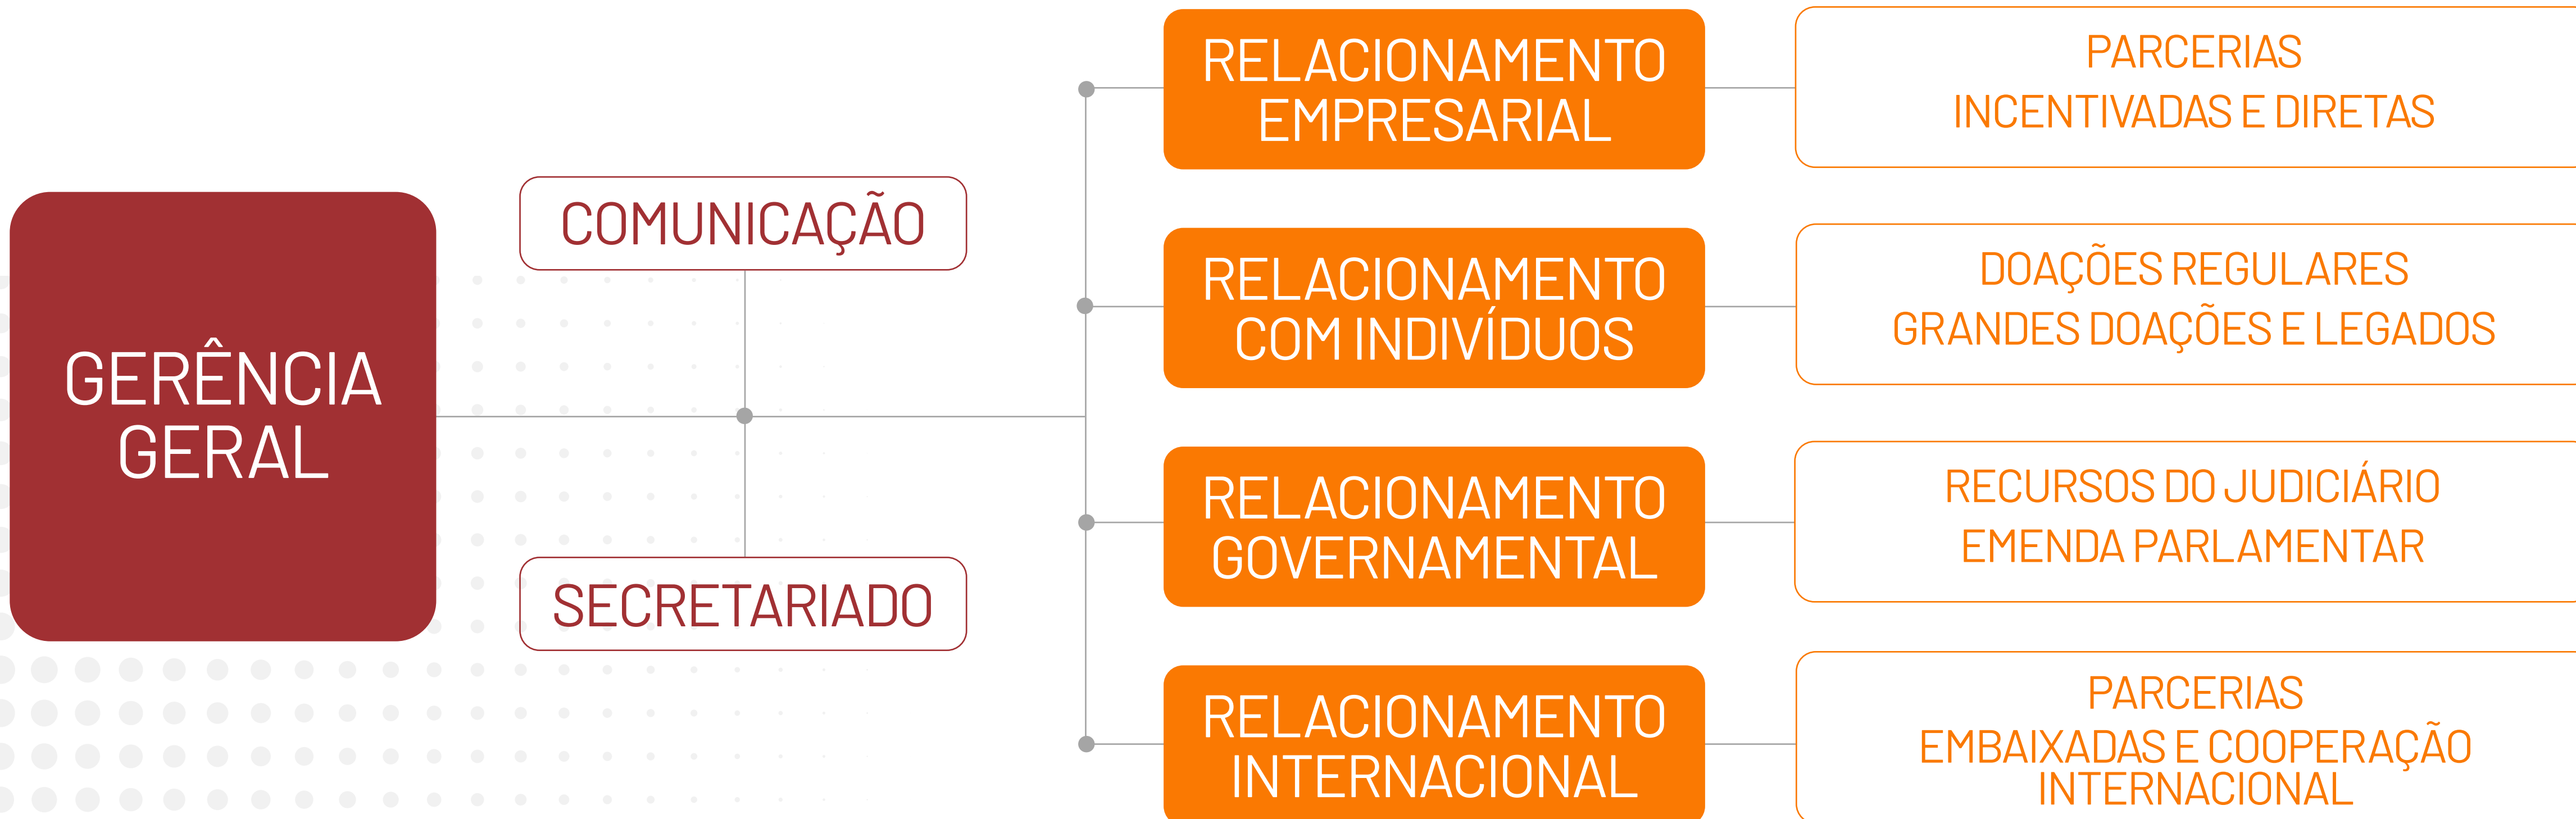 GERÊNCIA
GERAL
COMUNICAÇÃO
SECRETARIADO
RELACIONAMENTO
EMPRESARIAL
PARCERIAS
INCENTIVADAS E DIRETAS
RELACIONAMENTO
COM INDIVÍDUOS
DOAÇÕES REGULARES
GRANDES DOAÇÕES E LEGADOS
RELACIONAMENTO
GOVERNAMENTAL
RECURSOS DO JUDICIÁRIO
EMENDA PARLAMENTAR
RELACIONAMENTO
INTERNACIONAL
PARCERIAS
EMBAIXADAS E COOPERAÇÃO
INTERNACIONAL